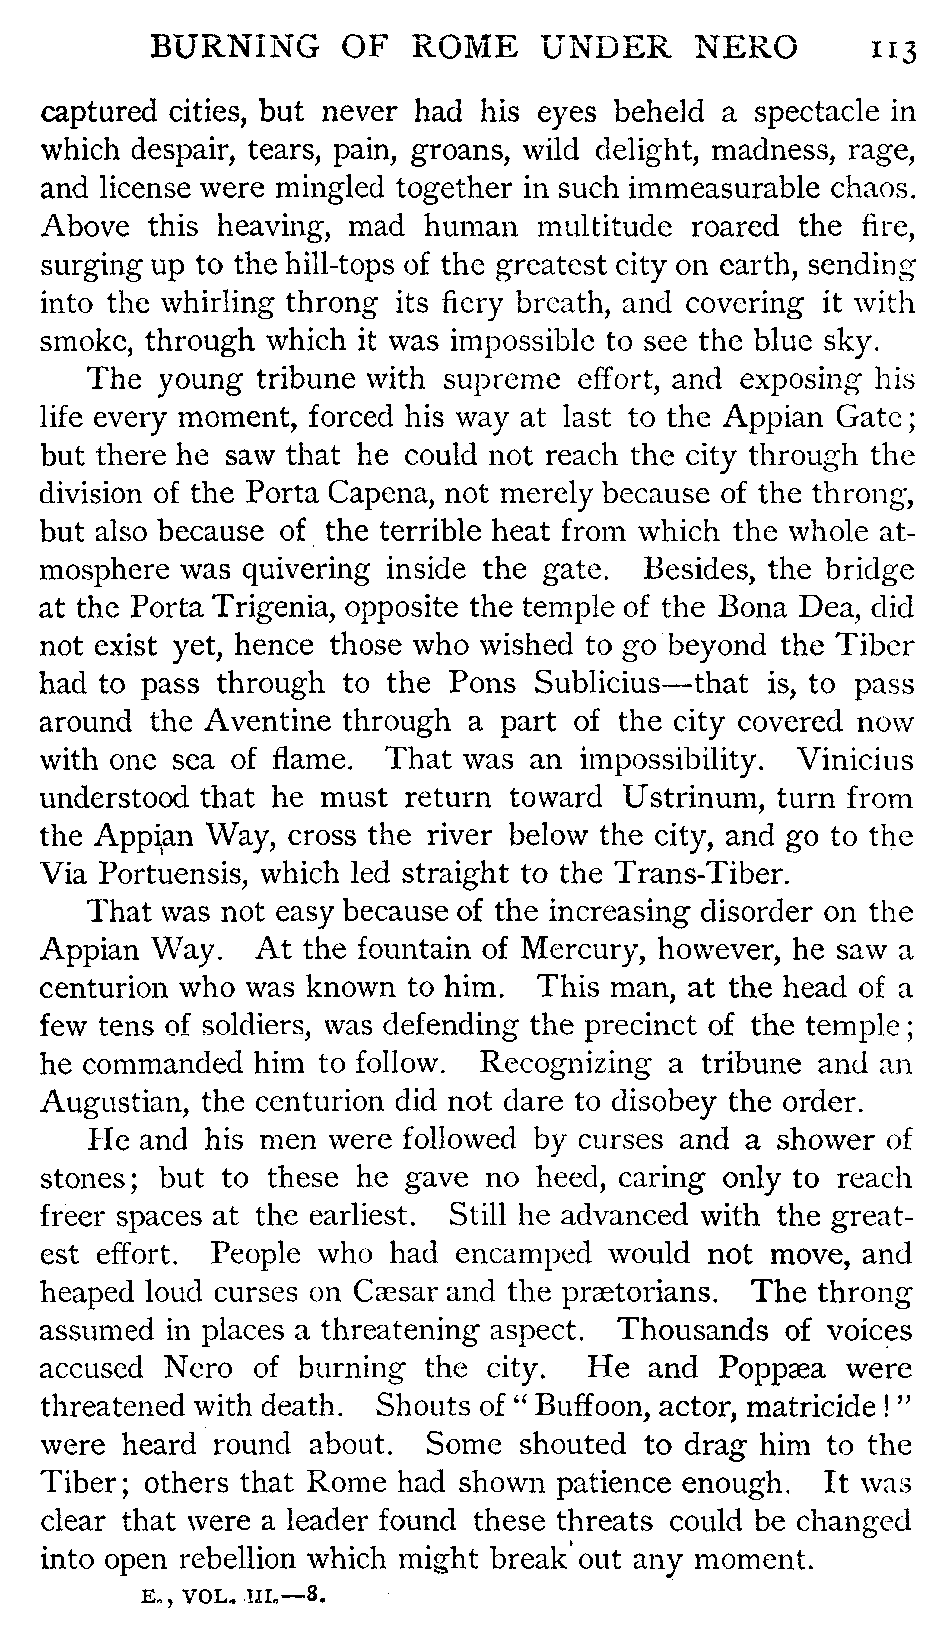 BURNING OF ROME UNDER NERO 113
captured cities, but never had his eyes beheld a spectacle in
which despair, tears, pain, groans, wild delight, madness, rage,
and license were mingled together in such immeasurable chaos.
Above this heaving, mad human multitude roared the fire,
surging up to the hill-tops of the greatest city on earth, sending
into the whirling throng its fiery breath, and covering it with
smoke, through which it was impossible to see the blue sky.
The young tribune with supreme effort, and exposing his
life every moment, forced his way at last to the Appian Gate;
but there he saw that he could not reach the city through the
division of the Porta Capena, not merely because of the throng,
but also because of the terrible heat from which the whole at-
mosphere was quivering inside the gate. Besides, the bridge
at the Porta Trigenia, opposite the temple of the Bona Dea, did
not exist yet, hence those who wished to go beyond the Tiber
had to pass through to the Pons Sublicius—that is, to pass
around the Aventine through a part of the city covered now
with one sea of flame. That was an impossibility. Vinicius
understood that he must return toward Ustrinum, turn from
the Appian Way, cross the river below the city, and go to the
Via Portuensis, which led straight to the Trans-Tiber.
That was not easy because of the increasing disorder on the
Appian Way. At the fountain of Mercury, however, he saw a
centurion who was known to him. This man, at the head of a
few tens of soldiers, was defending the precinct of the temple;
he commanded him to follow. Recognizing a tribune and an
Augustian, the centurion did not dare to disobey the order.
He and his men were followed by curses and a shower of
stones; but to these he gave no heed, caring only to reach
freer spaces at the earliest. Still he advanced with the great-
est effort. People who had encamped would not move, and
heaped loud curses on Cæsar and the prætorians. The throng
assumed in places a threatening aspect. Thousands of voices
accused Nero of burning the city. He and Poppæa were
threatened with death. Shouts of "Buffoon, actor, matricide!"
were heard round about. Some shouted to drag him to the
Tiber; others that Rome had shown patience enough. It was
clear that were a leader found these threats could be changed
into open rebellion which might break out any moment.
E., VOL. III.—8.